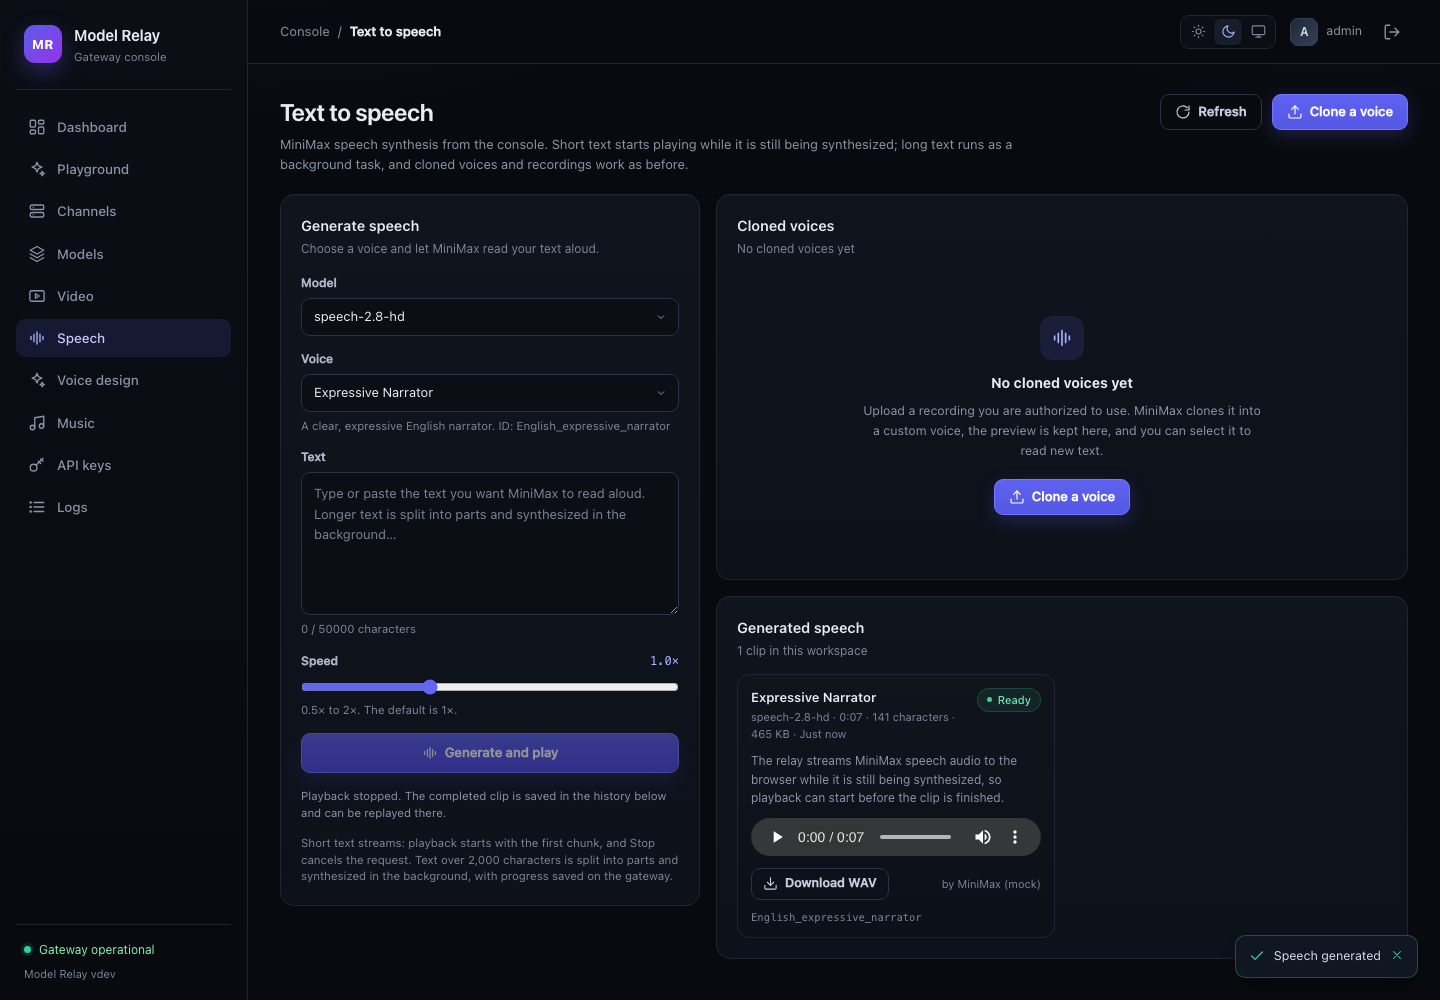 MR
Model Relay
Gateway console
Dashboard
Playground
Channels
Models
Video
Speech
Voice design
Music
API keys
Logs
Gateway operational
Model Relay vdev
Console / Text to speech
A admin
Text to speech
Refresh
Clone a voice
MiniMax speech synthesis from the console. Short text starts playing while it is still being synthesized; long text runs as a
background task, and cloned voices and recordings work as before.
Generate speech
Choose a voice and let MiniMax read your text aloud.
Model
speech-2.8-hd
Voice
Expressive Narrator
A clear, expressive English narrator. ID: English_expressive_narrator
Text
Type or paste the text you want MiniMax to read aloud.
Longer text is split into parts and synthesized in the
background...
0 / 50000 characters
Speed 1.0×
0.5× to 2×. The default is 1×.
Generate and play
Playback stopped. The completed clip is saved in the history below
and can be replayed there.
Short text streams: playback starts with the first chunk, and Stop
cancels the request. Text over 2,000 characters is split into parts and
synthesized in the background, with progress saved on the gateway.
Cloned voices
No cloned voices yet
No cloned voices yet
Upload a recording you are authorized to use. MiniMax clones it into
a custom voice, the preview is kept here, and you can select it to
read new text.
Clone a voice
Generated speech
1 clip in this workspace
Expressive Narrator
Ready
speech-2.8-hd · 0:07 · 141 characters ·
465 KB · Just now
The relay streams MiniMax speech audio to the
browser while it is still being synthesized, so
playback can start before the clip is finished.
0:00 / 0:07
Download WAV
by MiniMax (mock)
English_expressive_narrator
Speech generated